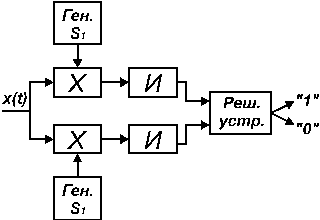 Ген.
S1
x(t)
X
И
Реш.
устр.
"1"
"0"
X
И
Ген.
S1